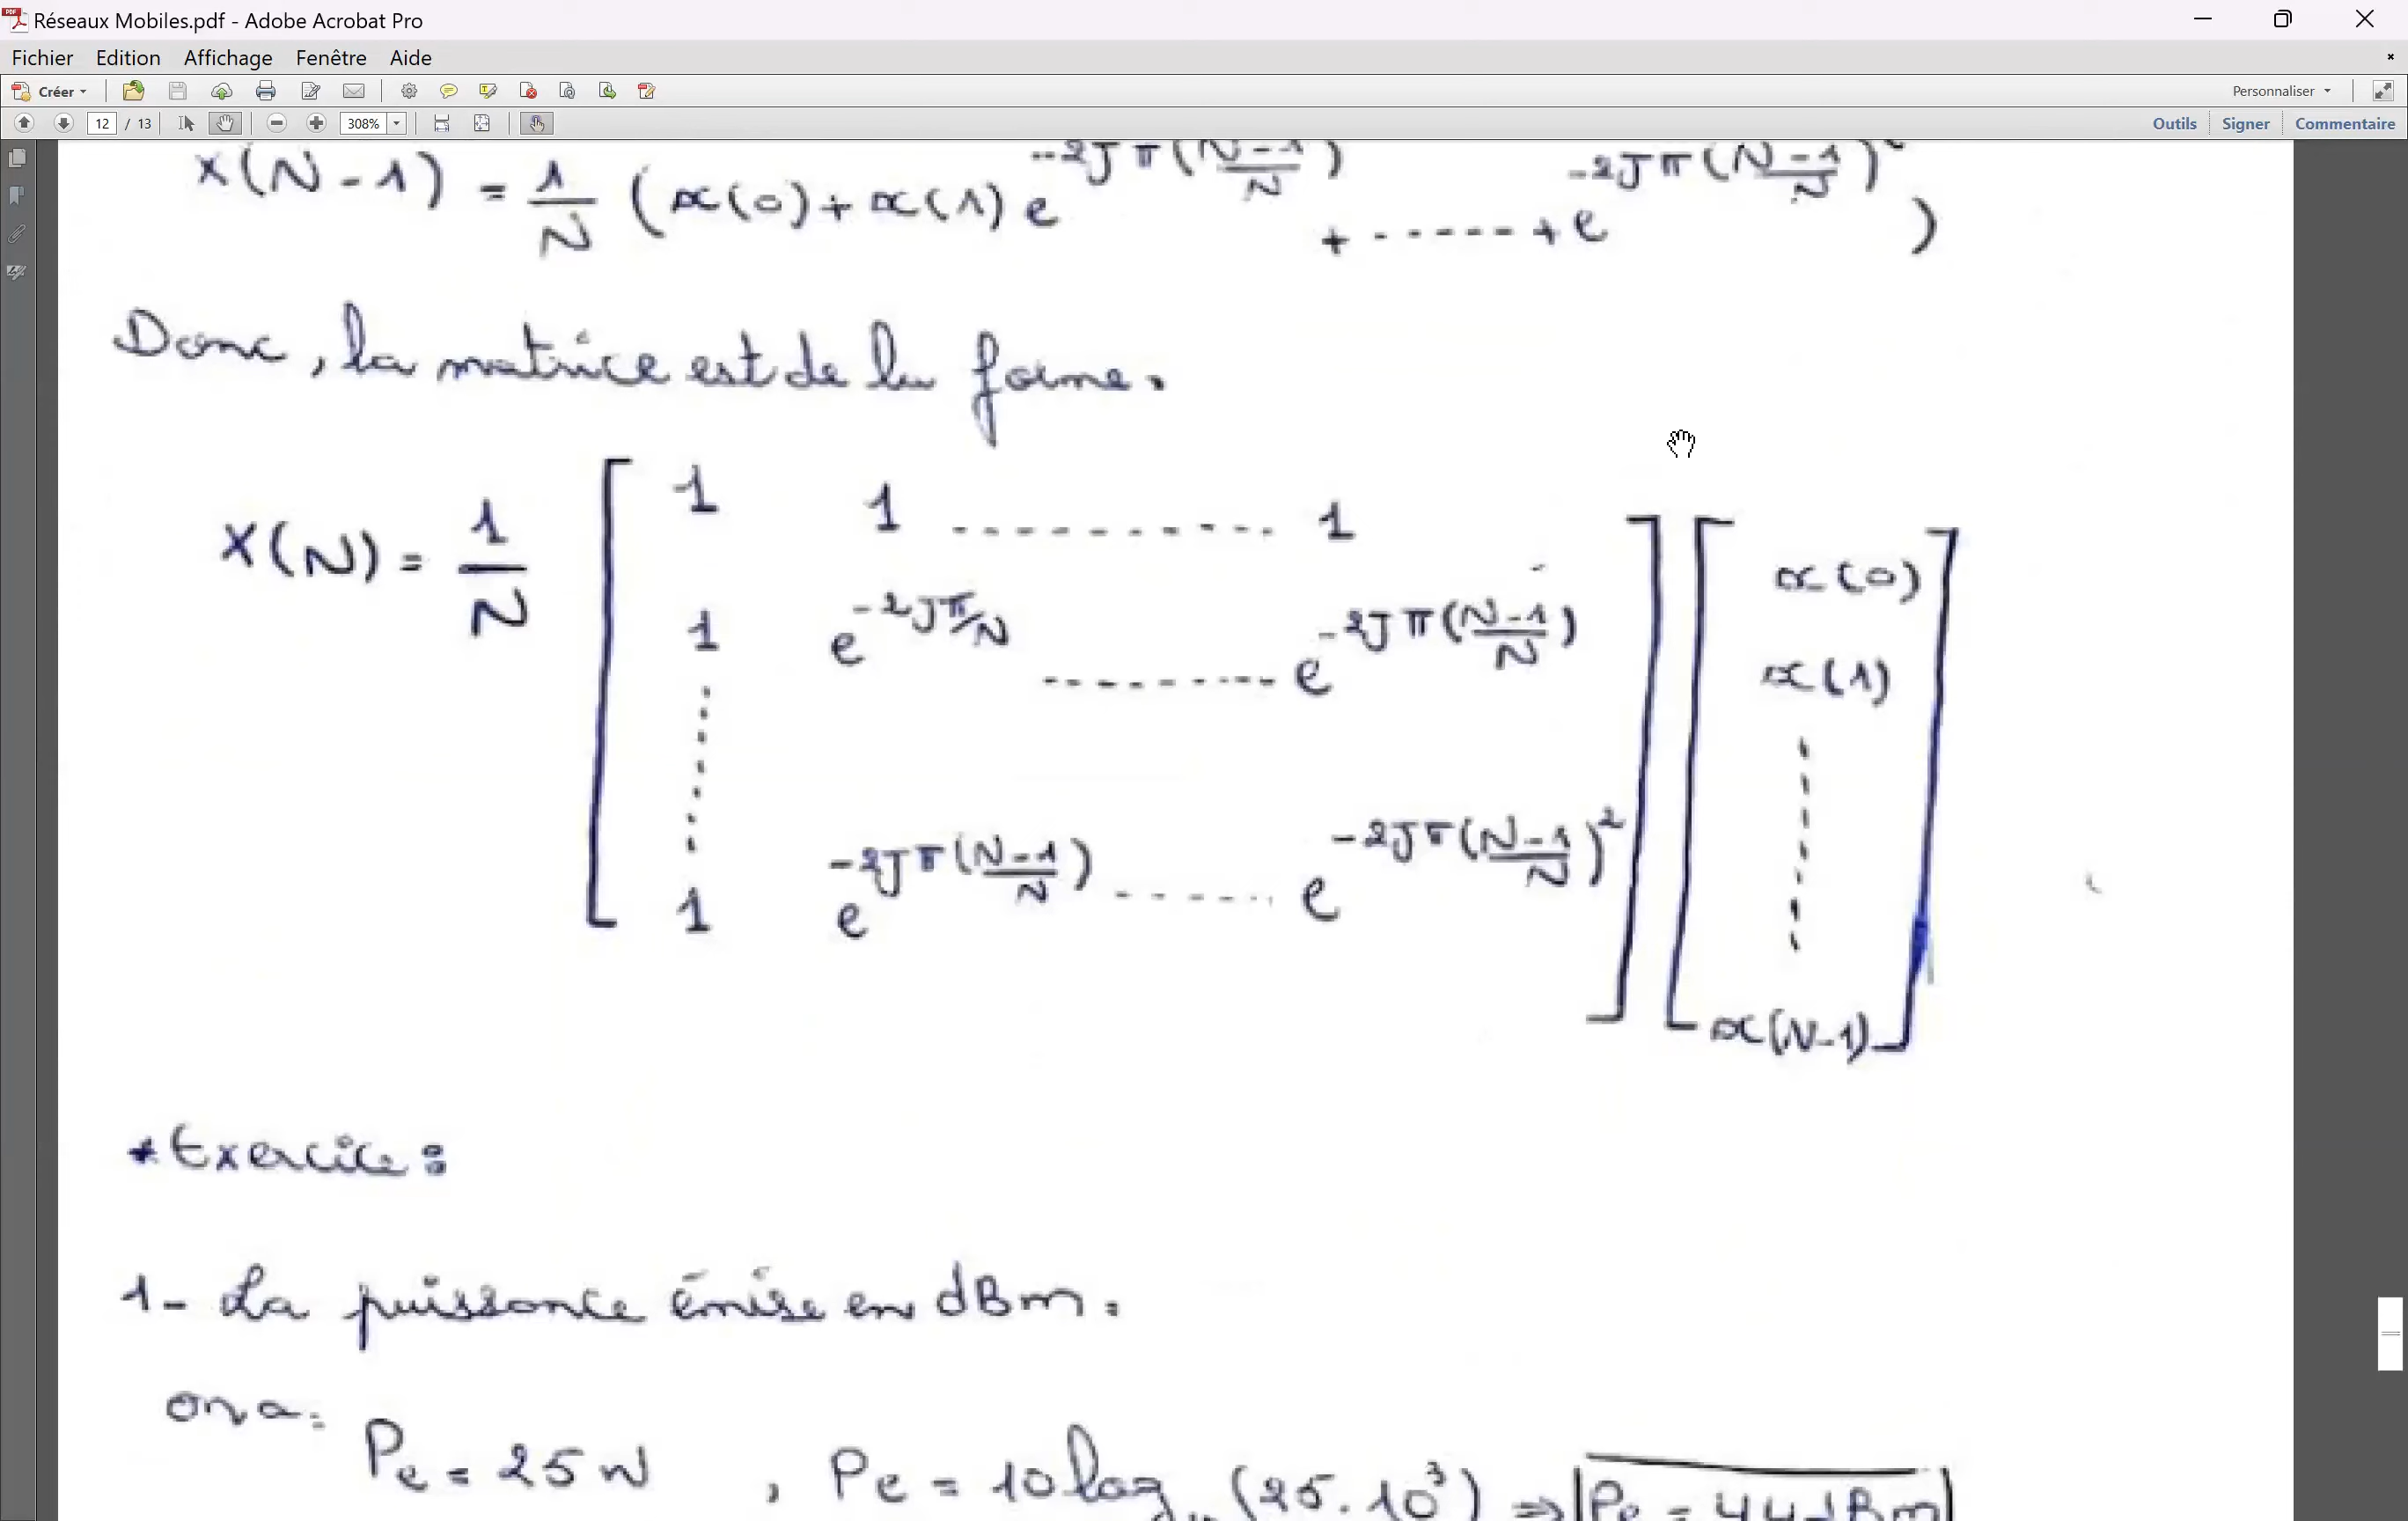 Réseaux Mobiles.pdf - Adobe Acrobat Pro
Fichier Edition Affichage Fenêtre Aide
Créer Personnaliser
12 / 13 308% Outils Signer Commentaire
X(N-1) = 1/N (x(0) + x(1) e^(-2Jπ((N-1)/N)) + ------ + e^(-2Jπ((N-1)/N)²) )
Donc, la matrice est de la forme.
X(N) = 1/N [ 1 1 ---------- 1 ] [ x(0) ]
[ 1 e^(-2Jπ/N) --------- e^(-2Jπ((N-1)/N)) ] [ x(1) ]
[ 1 e^(-2Jπ((N-1)/N)) ------ e^(-2Jπ((N-1)/N)²) ] [ x(N-1) ]
* Exercice :
1- La puissance émise en dBm.
on a:
Pe = 25 W , Pe = 10 log₁₀ (25.10³) ⇒ Pe = 44 dBm